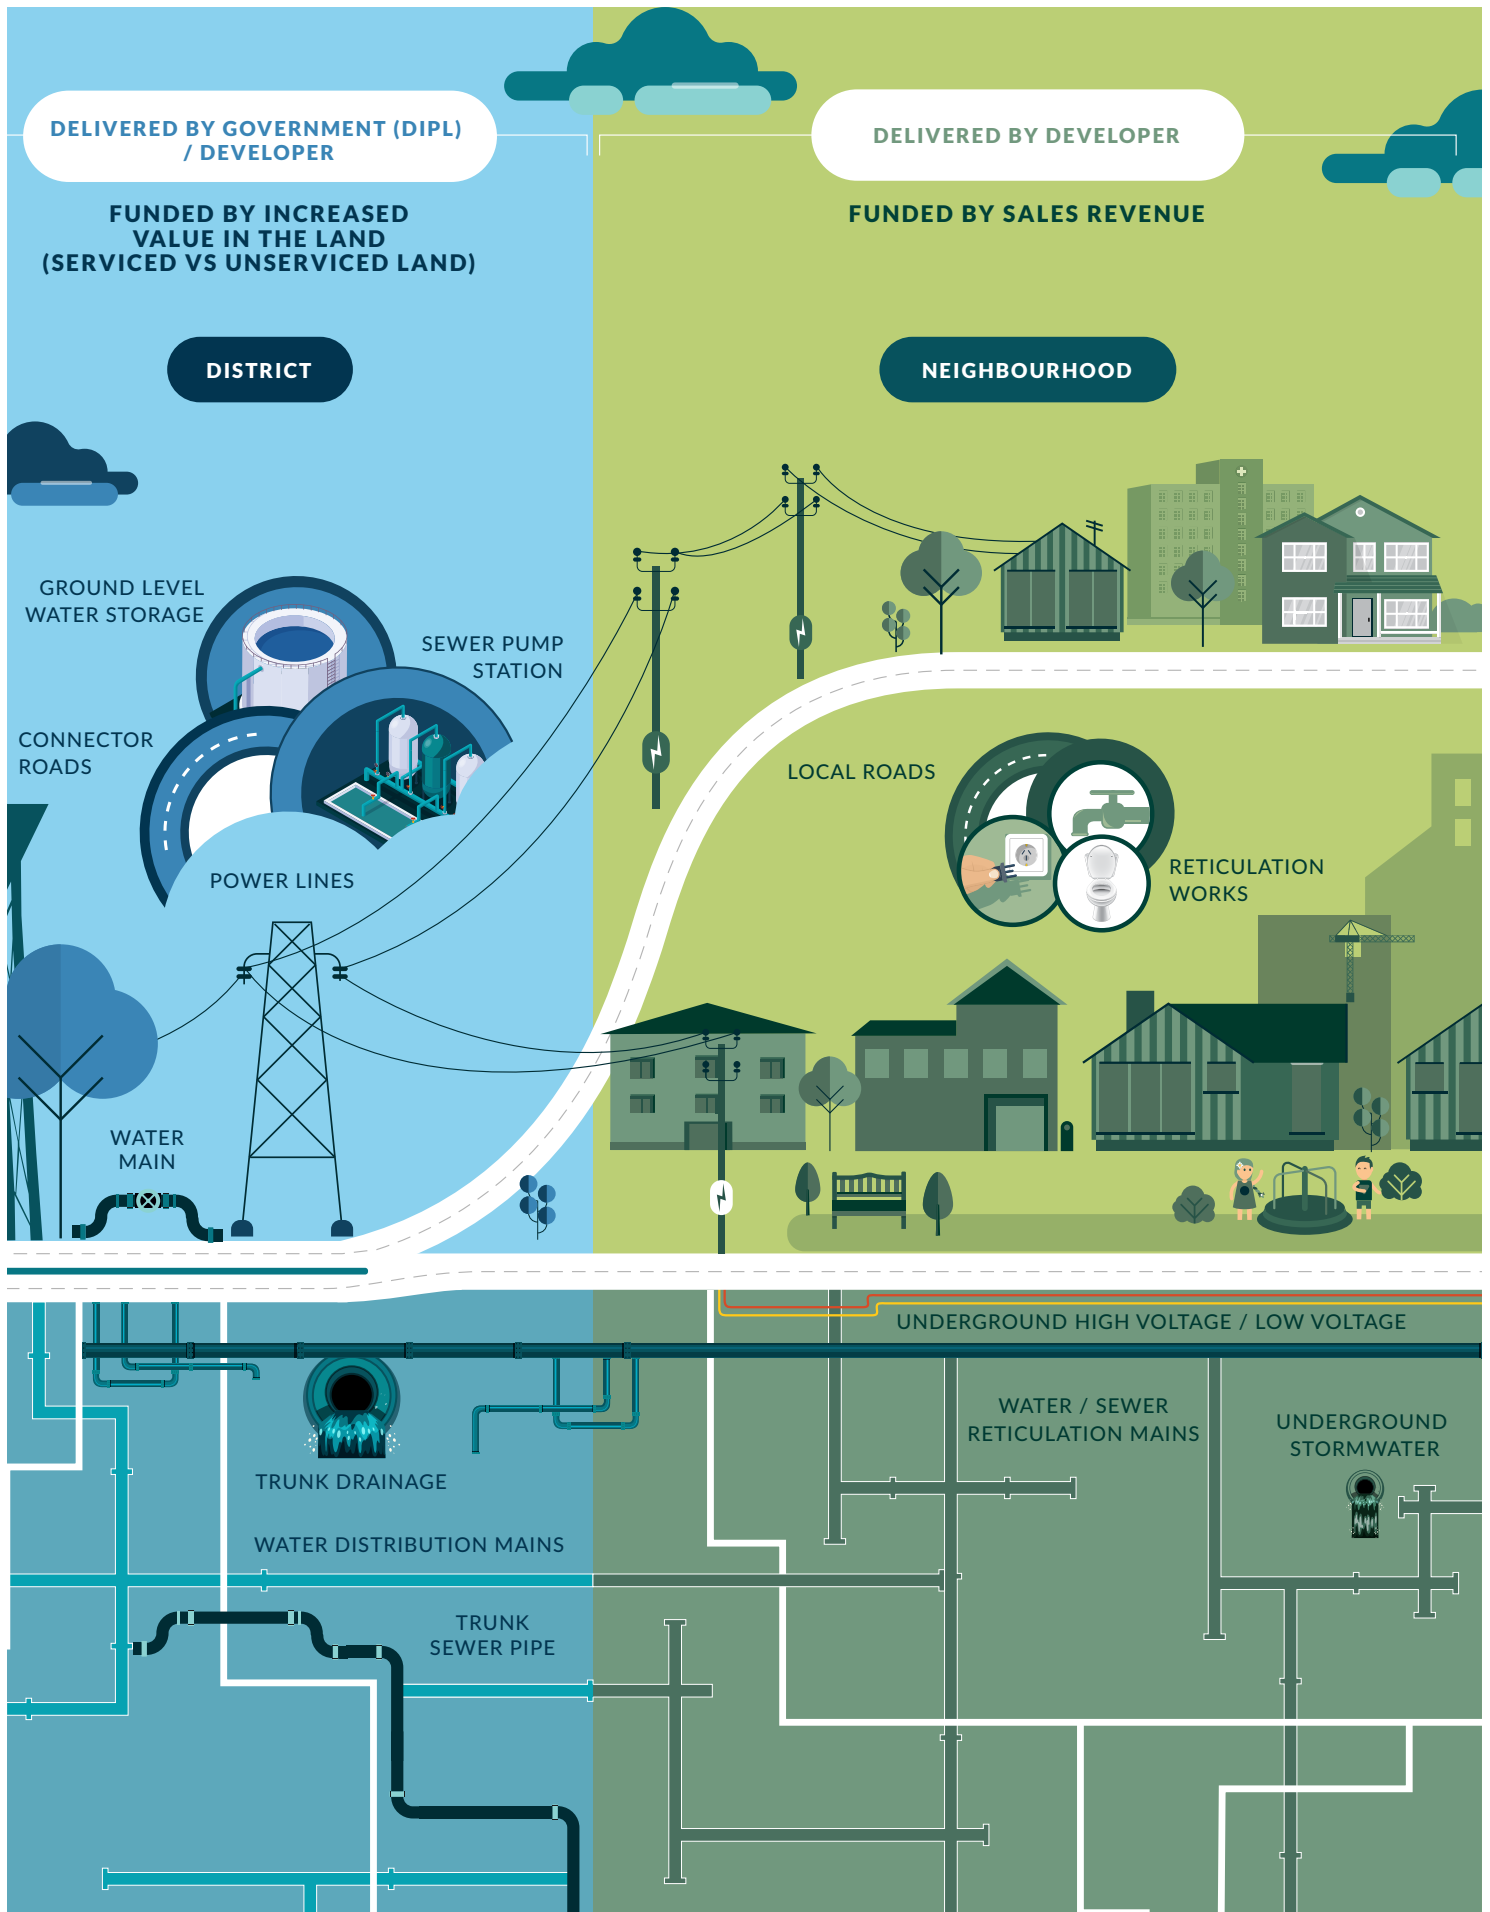 DELIVERED BY GOVERNMENT (DIPL)
/ DEVELOPER
FUNDED BY INCREASED
VALUE IN THE LAND
(SERVICED VS UNSERVICED LAND)
DISTRICT
GROUND LEVEL
WATER STORAGE
SEWER PUMP
STATION
CONNECTOR
ROADS
POWER LINES
WATER
MAIN
TRUNK DRAINAGE
WATER DISTRIBUTION MAINS
TRUNK
SEWER PIPE
DELIVERED BY DEVELOPER
FUNDED BY SALES REVENUE
NEIGHBOURHOOD
LOCAL ROADS
RETICULATION
WORKS
UNDERGROUND HIGH VOLTAGE / LOW VOLTAGE
WATER / SEWER
RETICULATION MAINS
UNDERGROUND
STORMWATER